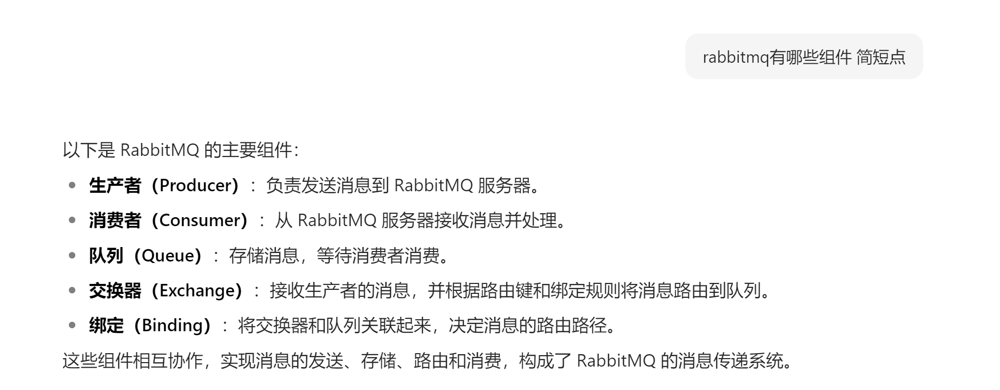 rabbitmq有哪些组件 简短点
以下是 RabbitMQ 的主要组件：
• 生产者（Producer）：负责发送消息到 RabbitMQ 服务器。
• 消费者（Consumer）：从 RabbitMQ 服务器接收消息并处理。
• 队列（Queue）：存储消息，等待消费者消费。
• 交换器（Exchange）：接收生产者的消息，并根据路由键和绑定规则将消息路由到队列。
• 绑定（Binding）：将交换器和队列关联起来，决定消息的路由路径。
这些组件相互协作，实现消息的发送、存储、路由和消费，构成了 RabbitMQ 的消息传递系统。